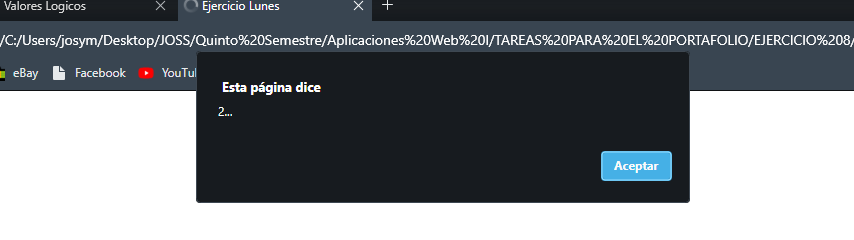 Valores Logicos
Ejercicio Lunes
/C:/Users/josym/Desktop/JOSS/Quinto%20Semestre/Aplicaciones%20Web%20I/TAREAS%20PARA%20EL%20PORTAFOLIO/EJERCICIO%208/
eBay Facebook YouTu
Esta página dice
2...
Aceptar